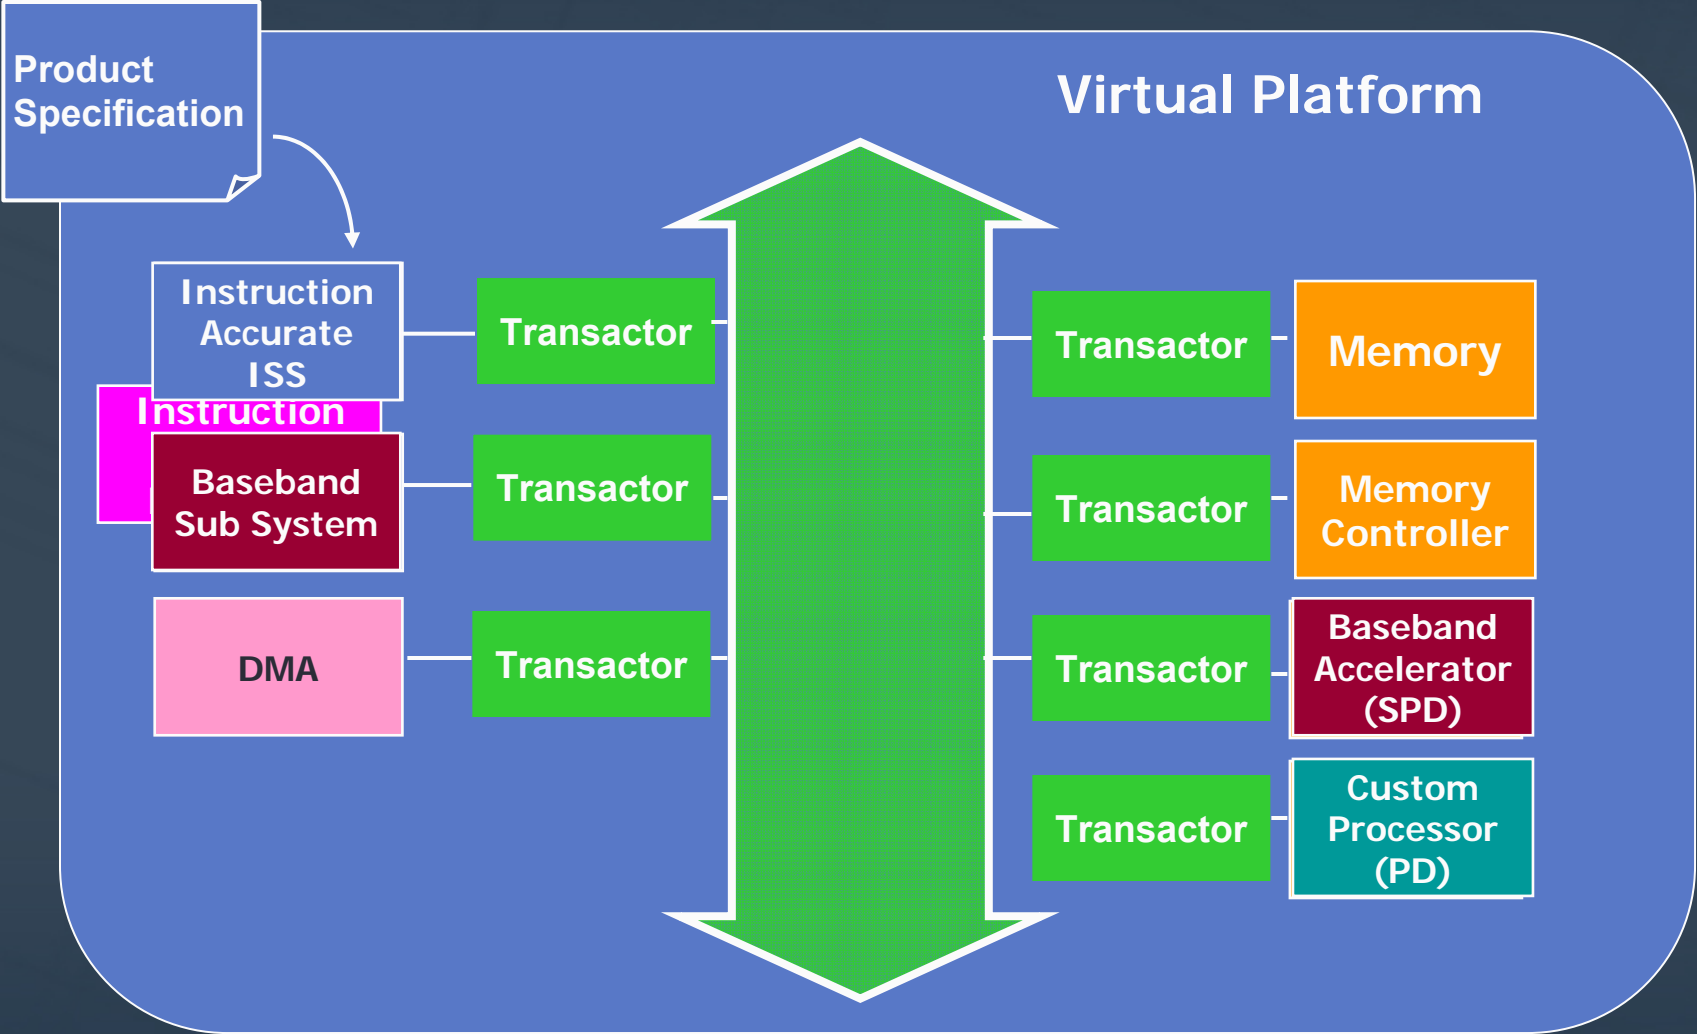 Product
Specification
Virtual Platform
Instruction
Accurate
ISS
Transactor
Transactor
Memory
Instruction
Baseband
Sub System
Transactor
Transactor
Memory
Controller
DMA
Transactor
Transactor
Baseband
Accelerator
(SPD)
Transactor
Custom
Processor
(PD)